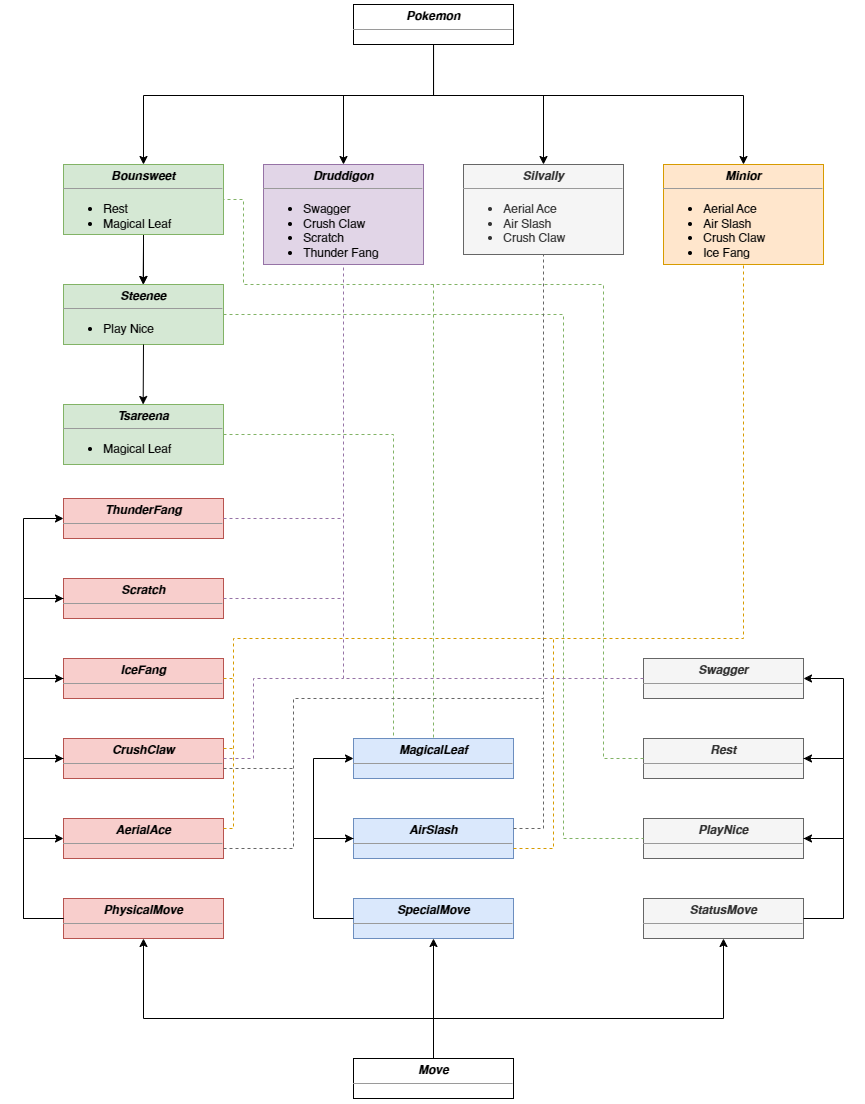 Pokemon
Bounsweet
Rest
Magical Leaf
Druddigon
Swagger
Crush Claw
Scratch
Thunder Fang
Silvally
Aerial Ace
Air Slash
Crush Claw
Minior
Aerial Ace
Air Slash
Crush Claw
Ice Fang
Steenee
Play Nice
Tsareena
Magical Leaf
ThunderFang
Scratch
IceFang
Swagger
CrushClaw
MagicalLeaf
Rest
AerialAce
AirSlash
PlayNice
PhysicalMove
SpecialMove
StatusMove
Move